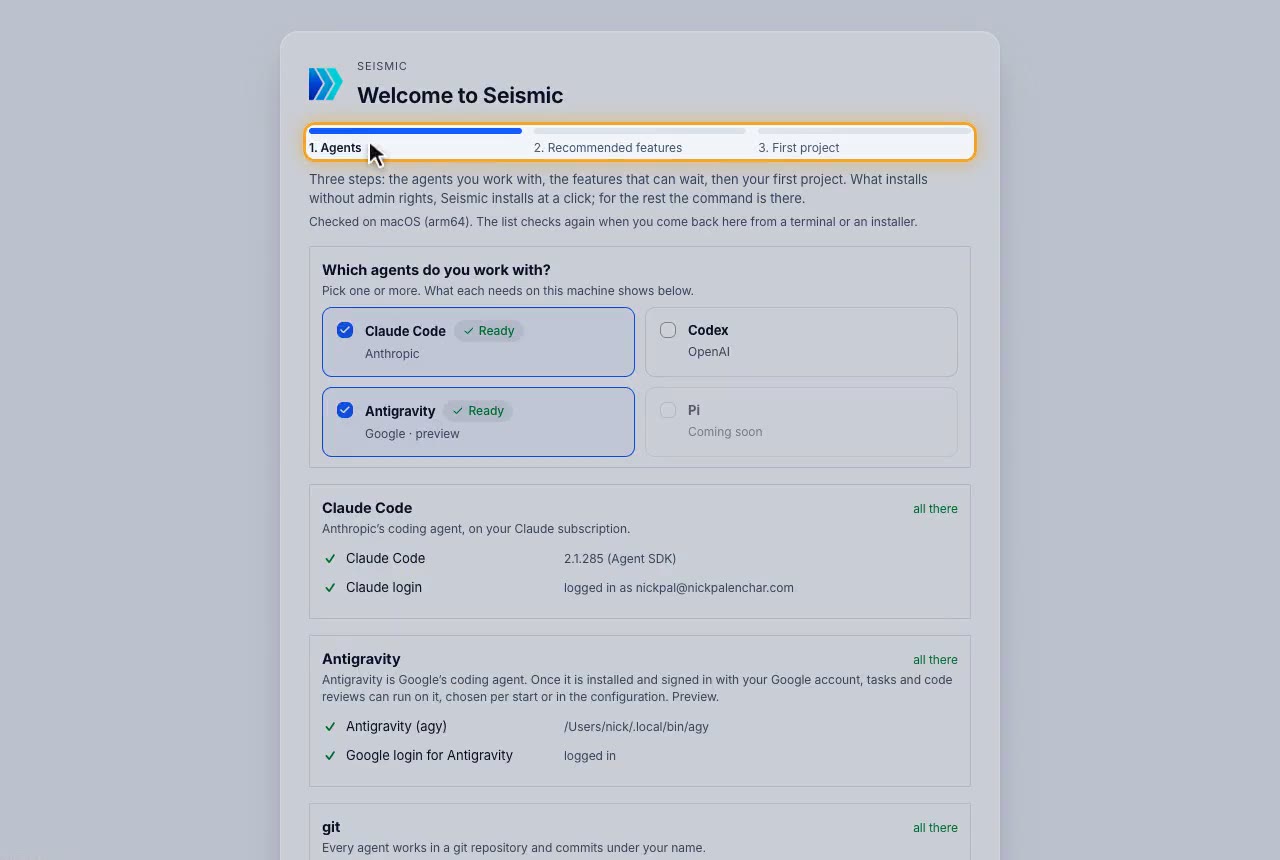 SEISMIC
Welcome to Seismic
1. Agents
2. Recommended features
3. First project
Three steps: the agents you work with, the features that can wait, then your first project. What installs
without admin rights, Seismic installs at a click; for the rest the command is there.
Checked on macOS (arm64). The list checks again when you come back here from a terminal or an installer.
Which agents do you work with?
Pick one or more. What each needs on this machine shows below.
Claude Code Ready
Anthropic
Codex
OpenAI
Antigravity Ready
Google · preview
Pi
Coming soon
Claude Code all there
Anthropic’s coding agent, on your Claude subscription.
Claude Code 2.1.285 (Agent SDK)
Claude login logged in as nickpal@nickpalenchar.com
Antigravity all there
Antigravity is Google’s coding agent. Once it is installed and signed in with your Google account, tasks and code
reviews can run on it, chosen per start or in the configuration. Preview.
Antigravity (agy) /Users/nick/.local/bin/agy
Google login for Antigravity logged in
git all there
Every agent works in a git repository and commits under your name.